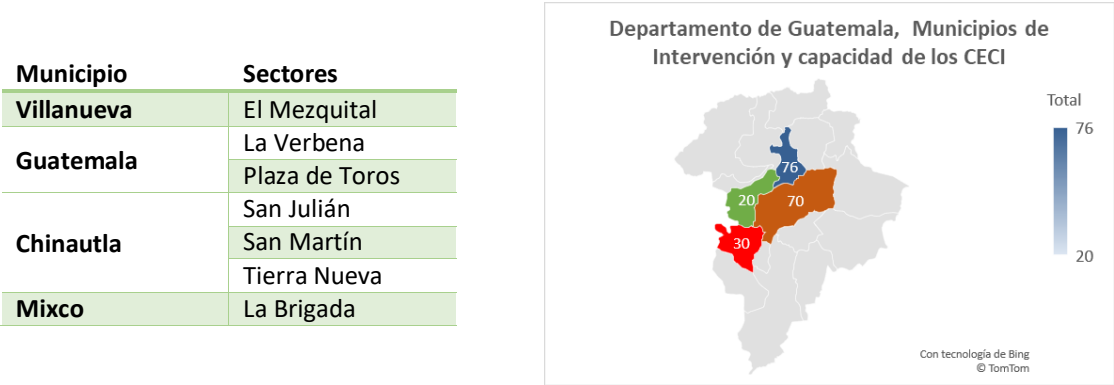 Municipio Sectores
Villanueva El Mezquital
Guatemala La Verbena
Plaza de Toros
Chinautla San Julián
San Martín
Tierra Nueva
Mixco La Brigada
Departamento de Guatemala, Municipios de
Intervención y capacidad de los CECI
Total
76
20
76
20
70
30
Con tecnología de Bing
© TomTom